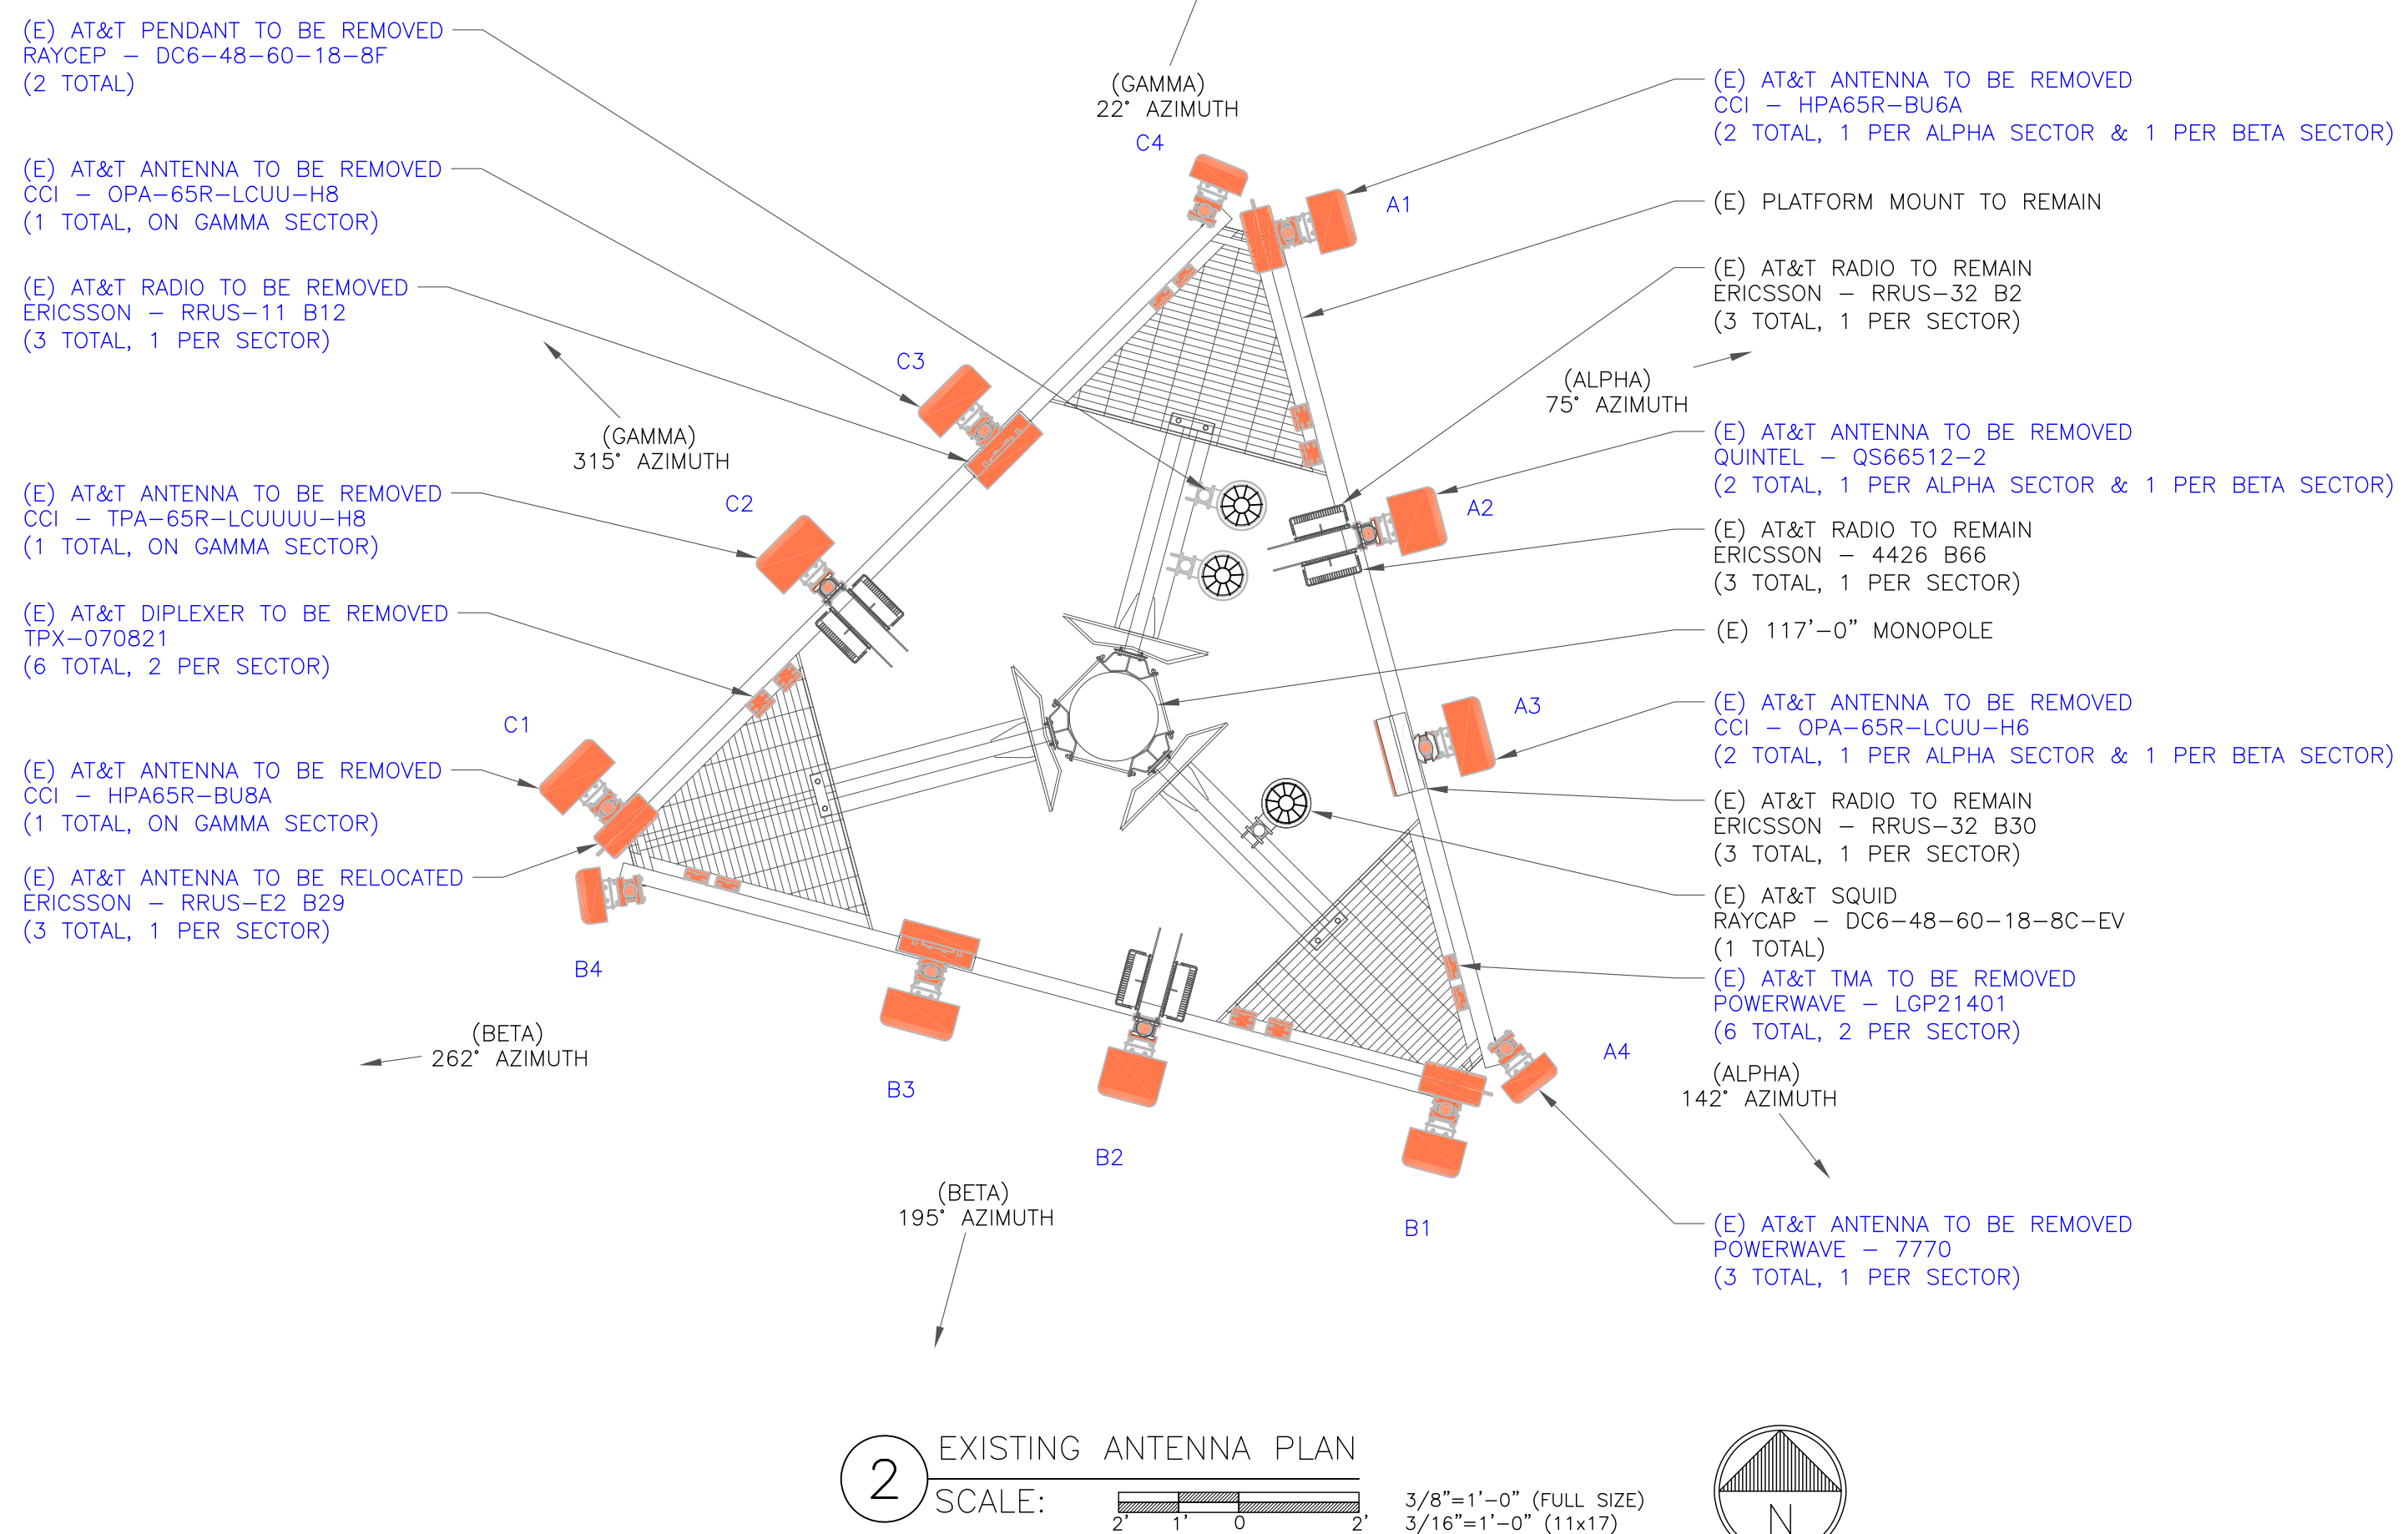 (E) AT&T PENDANT TO BE REMOVED
RAYCEP – DC6–48–60–18–8F
(2 TOTAL)
(E) AT&T ANTENNA TO BE REMOVED
CCI – OPA–65R–LCUU–H8
(1 TOTAL, ON GAMMA SECTOR)
(E) AT&T RADIO TO BE REMOVED
ERICSSON – RRUS–11 B12
(3 TOTAL, 1 PER SECTOR)
(E) AT&T ANTENNA TO BE REMOVED
CCI – TPA–65R–LCUUUU–H8
(1 TOTAL, ON GAMMA SECTOR)
(E) AT&T DIPLEXER TO BE REMOVED
TPX–070821
(6 TOTAL, 2 PER SECTOR)
(E) AT&T ANTENNA TO BE REMOVED
CCI – HPA65R–BU8A
(1 TOTAL, ON GAMMA SECTOR)
(E) AT&T ANTENNA TO BE RELOCATED
ERICSSON – RRUS–E2 B29
(3 TOTAL, 1 PER SECTOR)
(GAMMA)
22° AZIMUTH
C4
A1
C3
(GAMMA)
315° AZIMUTH
(ALPHA)
75° AZIMUTH
C2
A2
C1
A3
B4
(BETA)
262° AZIMUTH
B3
A4
B2
(BETA)
195° AZIMUTH
B1
(E) AT&T ANTENNA TO BE REMOVED
CCI – HPA65R–BU6A
(2 TOTAL, 1 PER ALPHA SECTOR & 1 PER BETA SECTOR)
(E) PLATFORM MOUNT TO REMAIN
(E) AT&T RADIO TO REMAIN
ERICSSON – RRUS–32 B2
(3 TOTAL, 1 PER SECTOR)
(E) AT&T ANTENNA TO BE REMOVED
QUINTEL – QS66512–2
(2 TOTAL, 1 PER ALPHA SECTOR & 1 PER BETA SECTOR)
(E) AT&T RADIO TO REMAIN
ERICSSON – 4426 B66
(3 TOTAL, 1 PER SECTOR)
(E) 117'–0" MONOPOLE
(E) AT&T ANTENNA TO BE REMOVED
CCI – OPA–65R–LCUU–H6
(2 TOTAL, 1 PER ALPHA SECTOR & 1 PER BETA SECTOR)
(E) AT&T RADIO TO REMAIN
ERICSSON – RRUS–32 B30
(3 TOTAL, 1 PER SECTOR)
(E) AT&T SQUID
RAYCAP – DC6–48–60–18–8C–EV
(1 TOTAL)
(E) AT&T TMA TO BE REMOVED
POWERWAVE – LGP21401
(6 TOTAL, 2 PER SECTOR)
(ALPHA)
142° AZIMUTH
(E) AT&T ANTENNA TO BE REMOVED
POWERWAVE – 7770
(3 TOTAL, 1 PER SECTOR)
2
EXISTING ANTENNA PLAN
SCALE:
2' 1' 0 2'
3/8"=1'–0" (FULL SIZE)
3/16"=1'–0" (11x17)
N